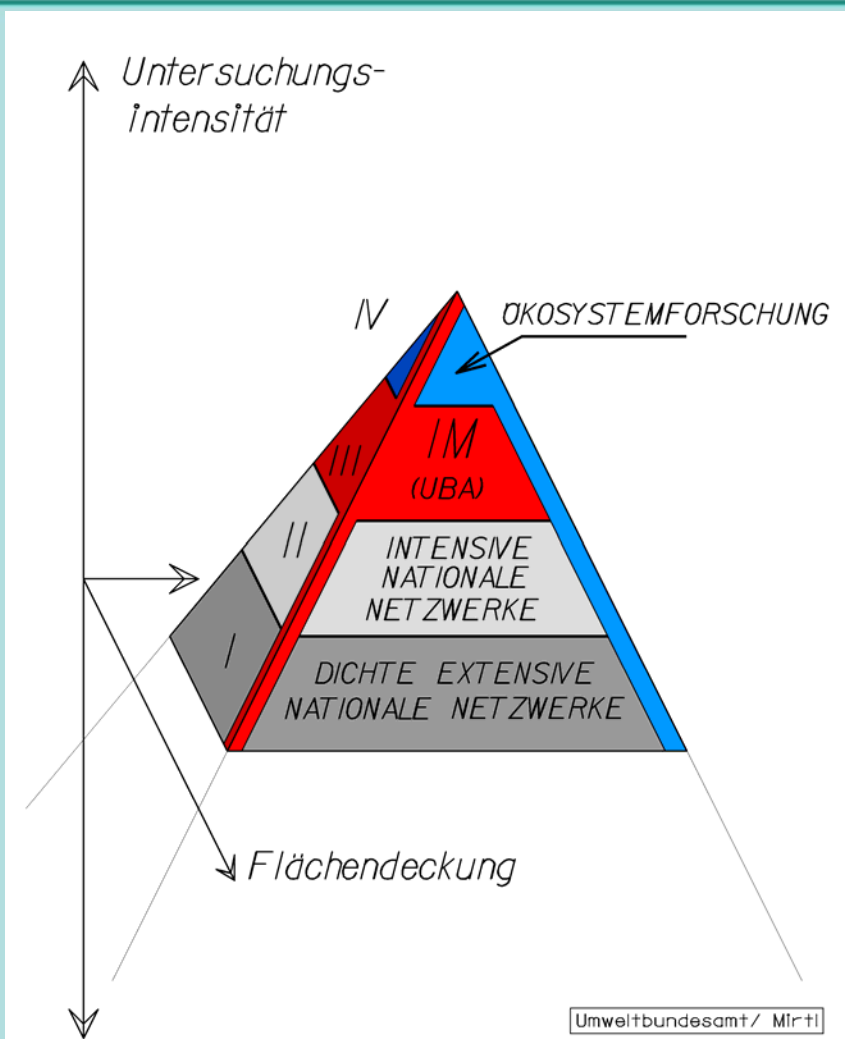 Untersuchungs-
intensität
IV
ÖKOSYSTEMFORSCHUNG
III
IM
(UBA)
II
INTENSIVE
NATIONALE
NETZWERKE
I
DICHTE EXTENSIVE
NATIONALE NETZWERKE
Flächendeckung
Umweltbundesamt/ Mirtl